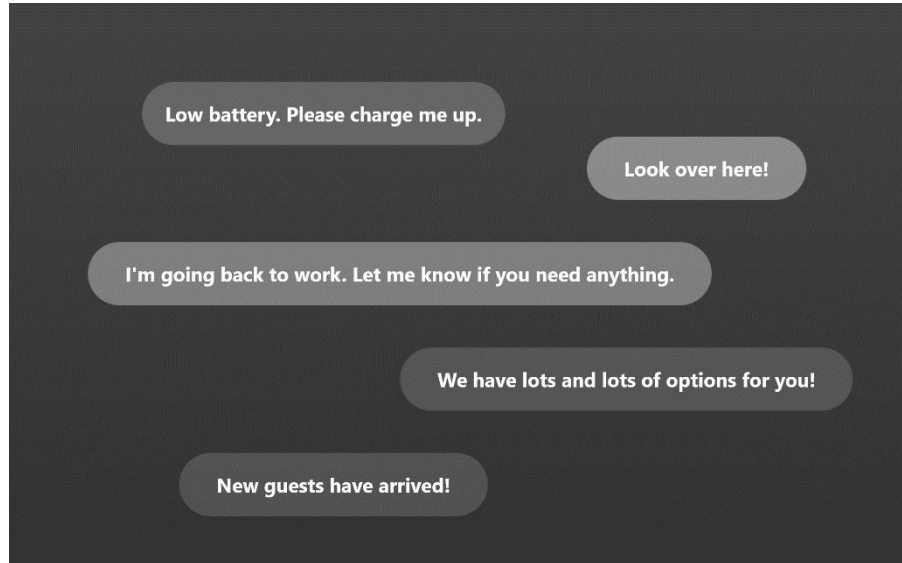 Low battery. Please charge me up.
Look over here!
I'm going back to work. Let me know if you need anything.
We have lots and lots of options for you!
New guests have arrived!